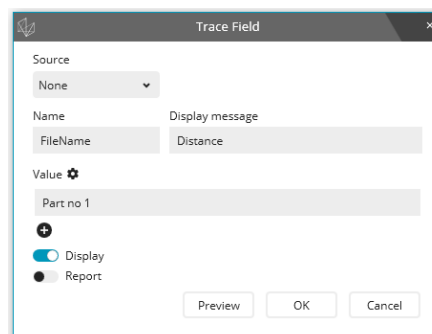 Trace Field
Source
None
Name Display message
FileName Distance
Value
Part no 1
Display
Report
Preview OK Cancel